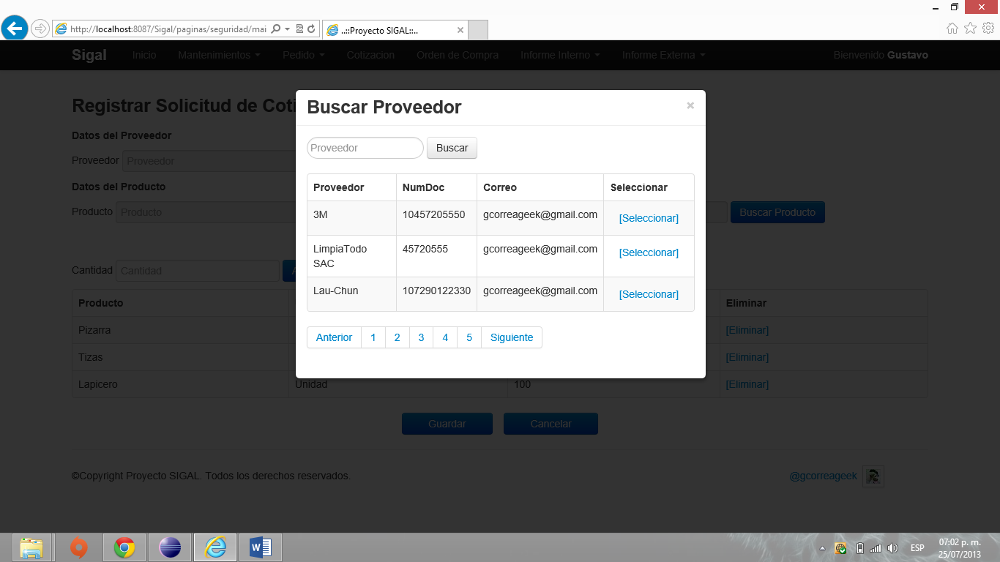 http://localhost:8087/Sigal/paginas/seguridad/mai
..::Proyecto SIGAL::..
Sigal Inicio Mantenimientos Pedido Cotizacion Orden de Compra Informe Interno Informe Externa Bienvenido Gustavo
Registrar Solicitud de
Datos del Proveedor
Proveedor Proveedor
Datos del Producto
Producto Producto Buscar Producto
Cantidad Cantidad
Producto Eliminar
Pizarra [Eliminar]
Tizas [Eliminar]
Lapicero Unidad 100 [Eliminar]
Guardar Cancelar
Buscar Proveedor ×
Proveedor Buscar
Proveedor NumDoc Correo Seleccionar
3M 10457205550 gcorreageek@gmail.com [Seleccionar]
LimpiaTodo SAC 45720555 gcorreageek@gmail.com [Seleccionar]
Lau-Chun 107290122330 gcorreageek@gmail.com [Seleccionar]
Anterior 1 2 3 4 5 Siguiente
©Copyright Proyecto SIGAL. Todos los derechos reservados. @gcorreageek
ESP 07:02 p. m.
25/07/2013